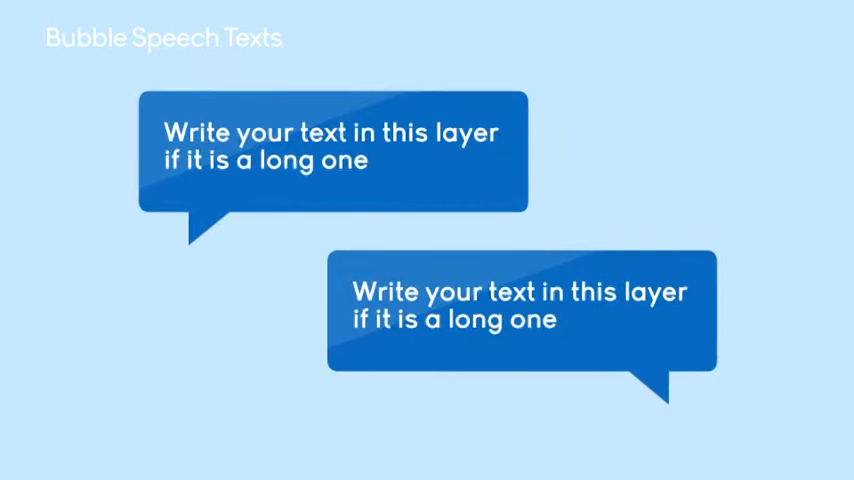 Bubble Speech Texts
Write your text in this layer
if it is a long one
Write your text in this layer
if it is a long one